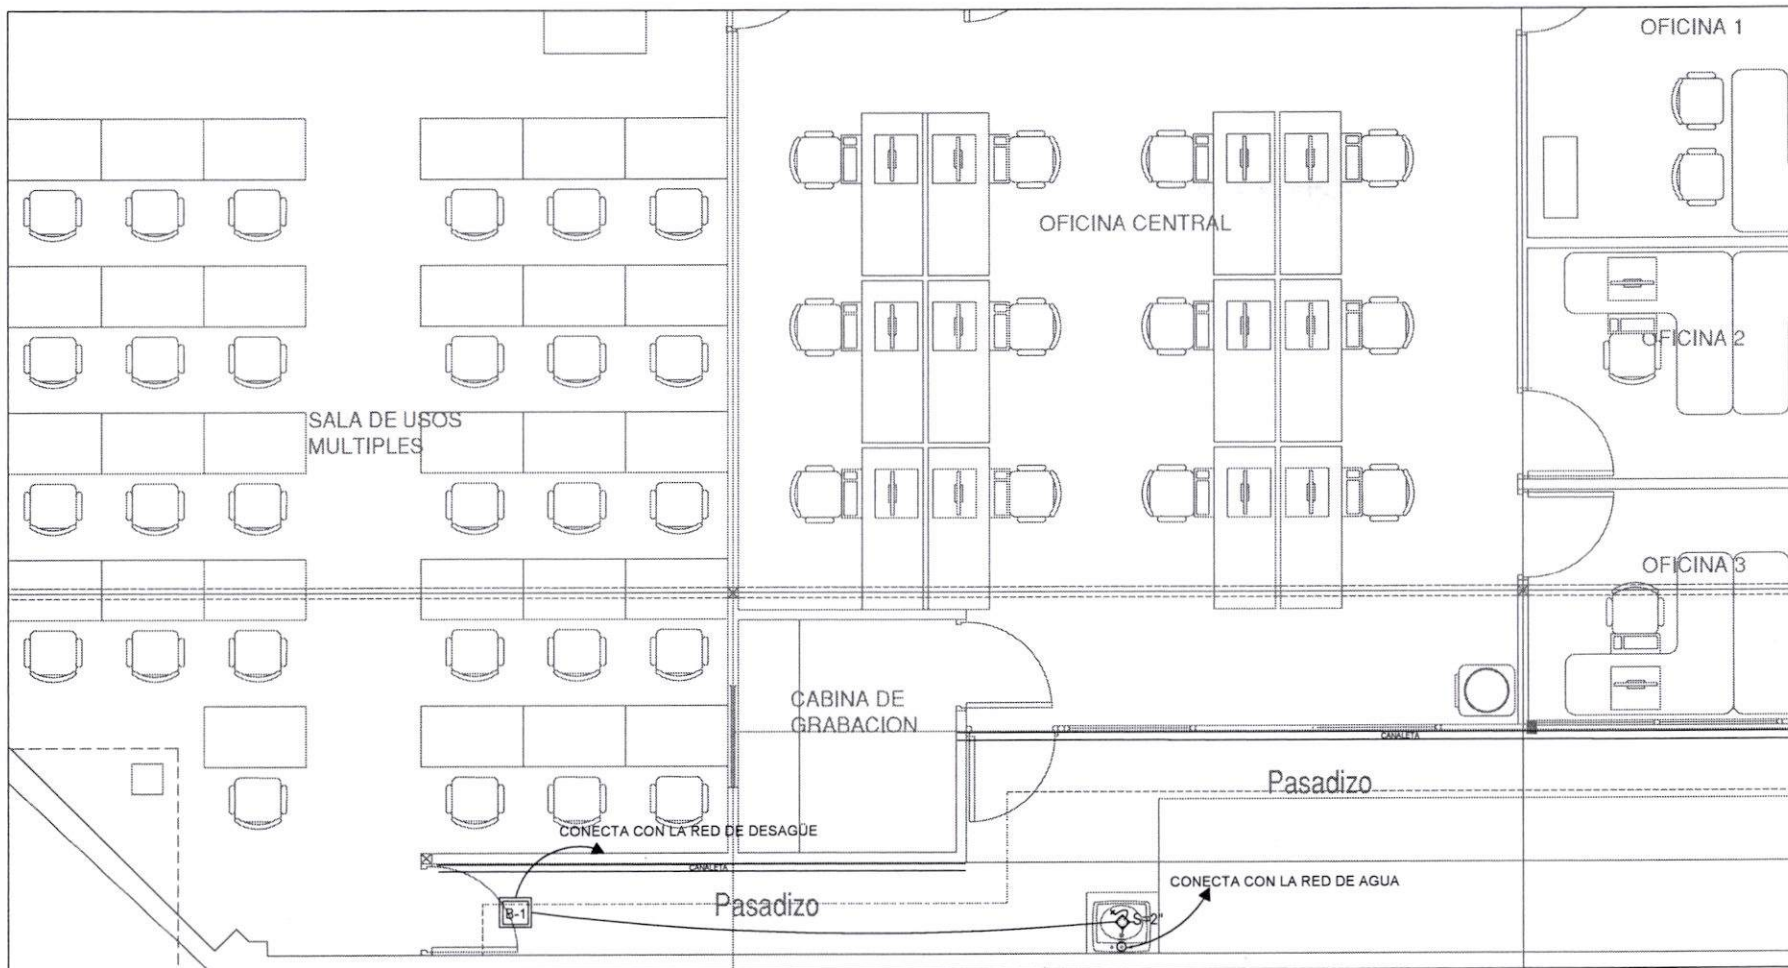 OFICINA 1
OFICINA CENTRAL
OFICINA 2
SALA DE USOS
MULTIPLES
OFICINA 3
CABINA DE
GRABACION
CANALETA
Pasadizo
CONECTA CON LA RED DE DESAGÜE
CANALETA
CONECTA CON LA RED DE AGUA
Pasadizo
B-1
S=2"